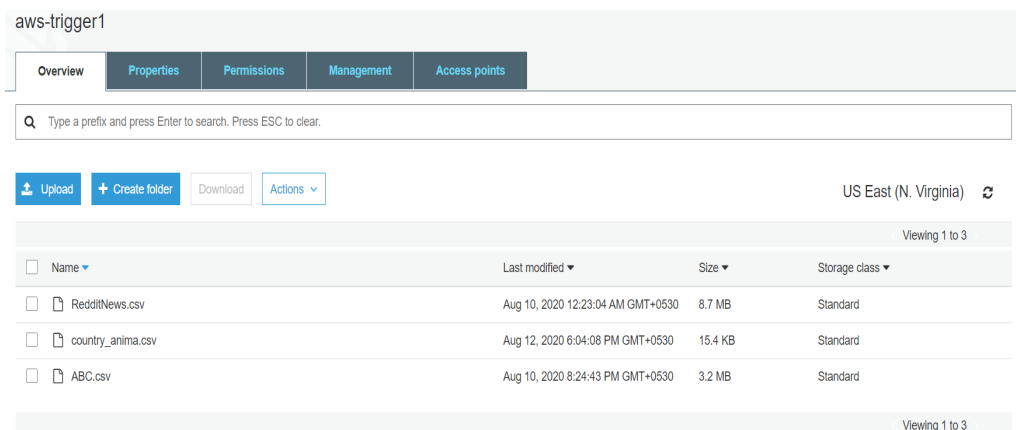 aws-trigger1
Overview Properties Permissions Management Access points
Type a prefix and press Enter to search. Press ESC to clear.
Upload Create folder Download Actions US East (N. Virginia)
Viewing 1 to 3
Name Last modified Size Storage class
RedditNews.csv Aug 10, 2020 12:23:04 AM GMT+0530 8.7 MB Standard
country_anima.csv Aug 12, 2020 6:04:08 PM GMT+0530 15.4 KB Standard
ABC.csv Aug 10, 2020 8:24:43 PM GMT+0530 3.2 MB Standard
Viewing 1 to 3